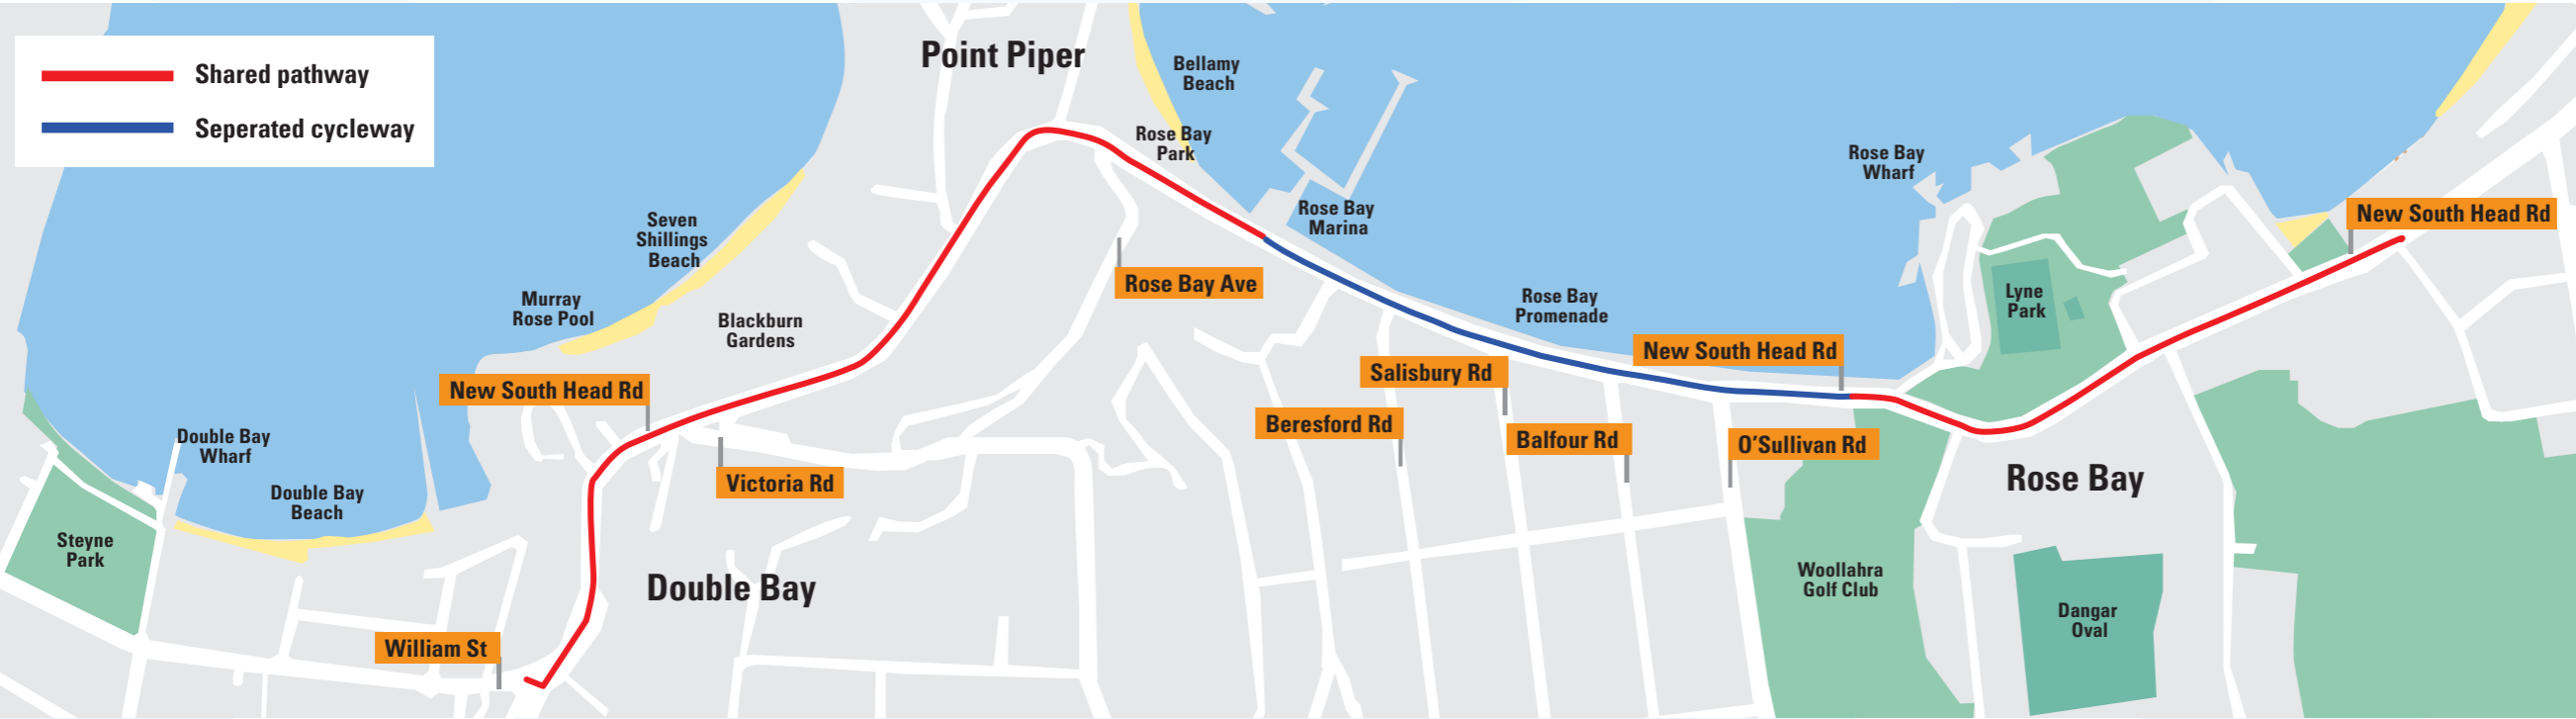 Shared pathway
Seperated cycleway
Point Piper
Bellamy
Beach
Rose Bay
Park
Rose Bay
Marina
Rose Bay
Wharf
New South Head Rd
Seven
Shillings
Beach
Murray
Rose Pool
Blackburn
Gardens
Rose Bay Ave
Rose Bay
Promenade
Lyne
Park
New South Head Rd
New South Head Rd
Salisbury Rd
Beresford Rd
Balfour Rd
O'Sullivan Rd
Double Bay
Wharf
Double Bay
Beach
Victoria Rd
Rose Bay
Steyne
Park
Double Bay
Woollahra
Golf Club
Dangar
Oval
William St